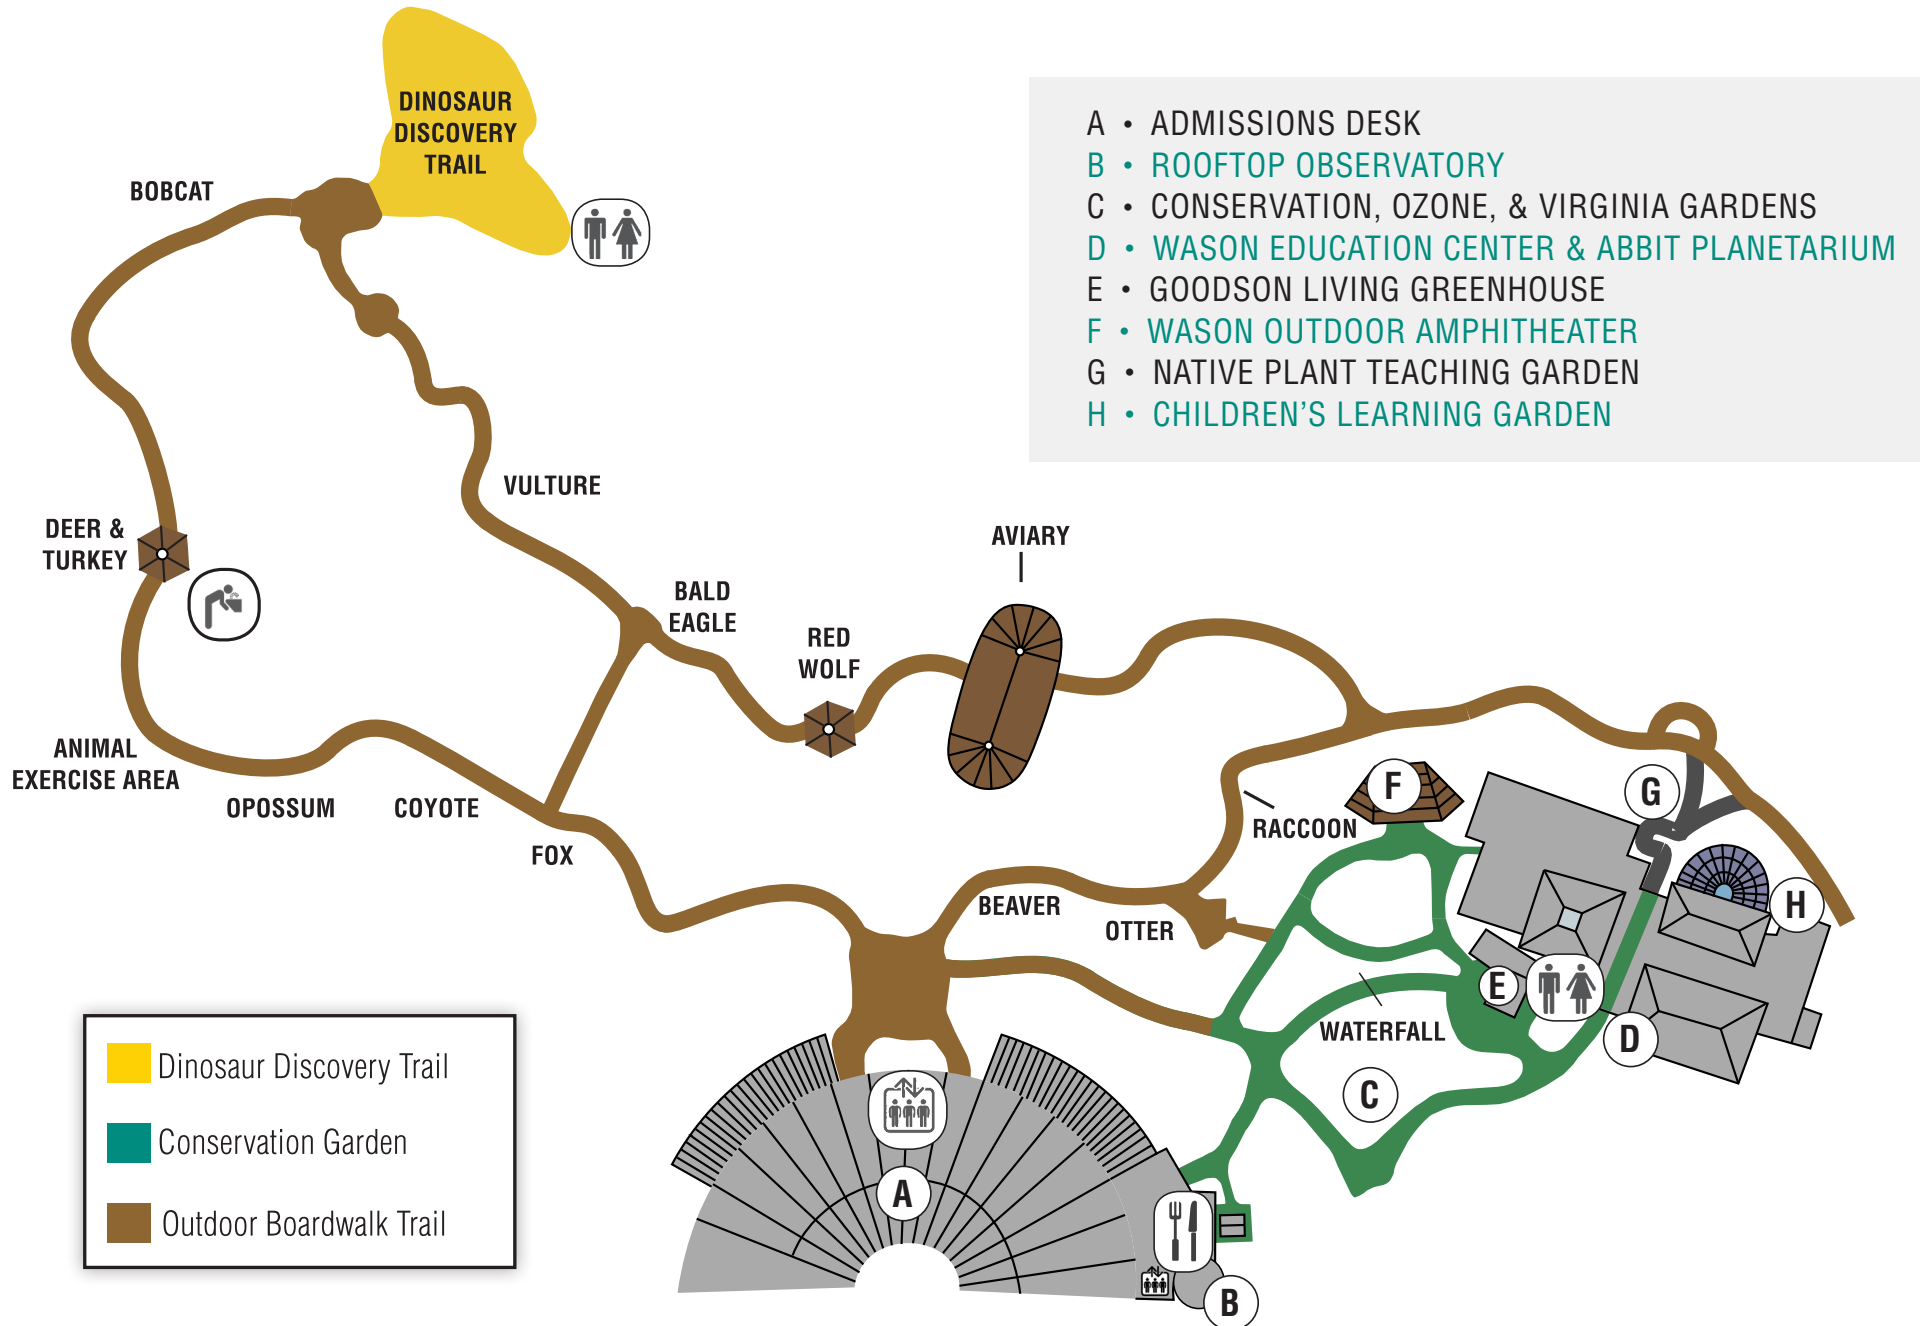 DINOSAUR
DISCOVERY
TRAIL
BOBCAT
A • ADMISSIONS DESK
B • ROOFTOP OBSERVATORY
C • CONSERVATION, OZONE, & VIRGINIA GARDENS
D • WASON EDUCATION CENTER & ABBIT PLANETARIUM
E • GOODSON LIVING GREENHOUSE
F • WASON OUTDOOR AMPHITHEATER
G • NATIVE PLANT TEACHING GARDEN
H • CHILDREN'S LEARNING GARDEN
VULTURE
DEER &
TURKEY
AVIARY
BALD
EAGLE
RED
WOLF
ANIMAL
EXERCISE AREA
OPOSSUM
COYOTE
FOX
F
G
RACCOON
BEAVER
OTTER
H
E
WATERFALL
D
C
A
B
Dinosaur Discovery Trail
Conservation Garden
Outdoor Boardwalk Trail